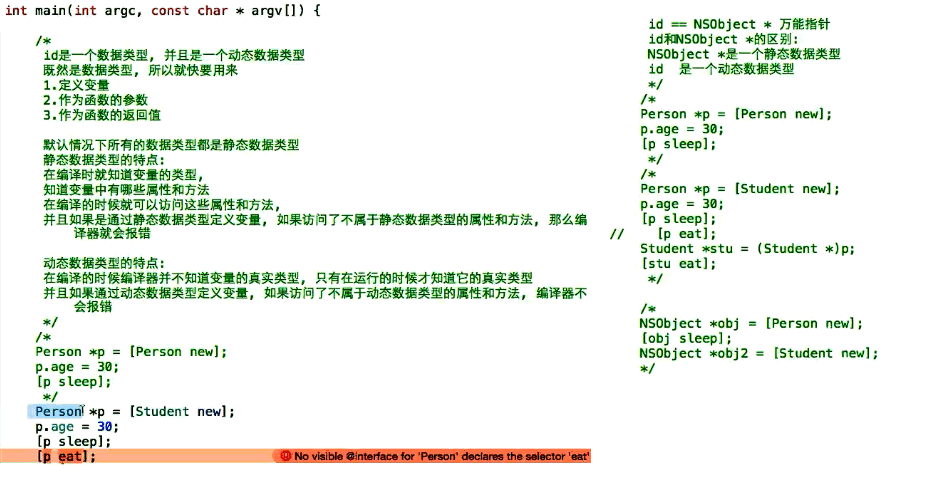 int main(int argc, const char * argv[]) {
/*
id是一个数据类型, 并且是一个动态数据类型
既然是数据类型, 所以就快要用来
1.定义变量
2.作为函数的参数
3.作为函数的返回值
默认情况下所有的数据类型都是静态数据类型
静态数据类型的特点:
在编译时就知道变量的类型,
知道变量中有哪些属性和方法
在编译的时候就可以访问这些属性和方法,
并且如果是通过静态数据类型定义变量, 如果访问了不属于静态数据类型的属性和方法, 那么编
译器就会报错
动态数据类型的特点:
在编译的时候编译器并不知道变量的真实类型, 只有在运行的时候才知道它的真实类型
并且如果通过动态数据类型定义变量, 如果访问了不属于动态数据类型的属性和方法, 编译器不
会报错
*/
/*
Person *p = [Person new];
p.age = 30;
[p sleep];
*/
Person *p = [Student new];
p.age = 30;
[p sleep];
[p eat]; No visible @interface for 'Person' declares the selector 'eat'
id == NSObject * 万能指针
id和NSObject *的区别:
NSObject *是一个静态数据类型
id 是一个动态数据类型
*/
/*
Person *p = [Person new];
p.age = 30;
[p sleep];
*/
/*
Person *p = [Student new];
p.age = 30;
[p sleep];
// [p eat];
Student *stu = (Student *)p;
[stu eat];
*/
/*
NSObject *obj = [Person new];
[obj sleep];
NSObject *obj2 = [Student new];
*/